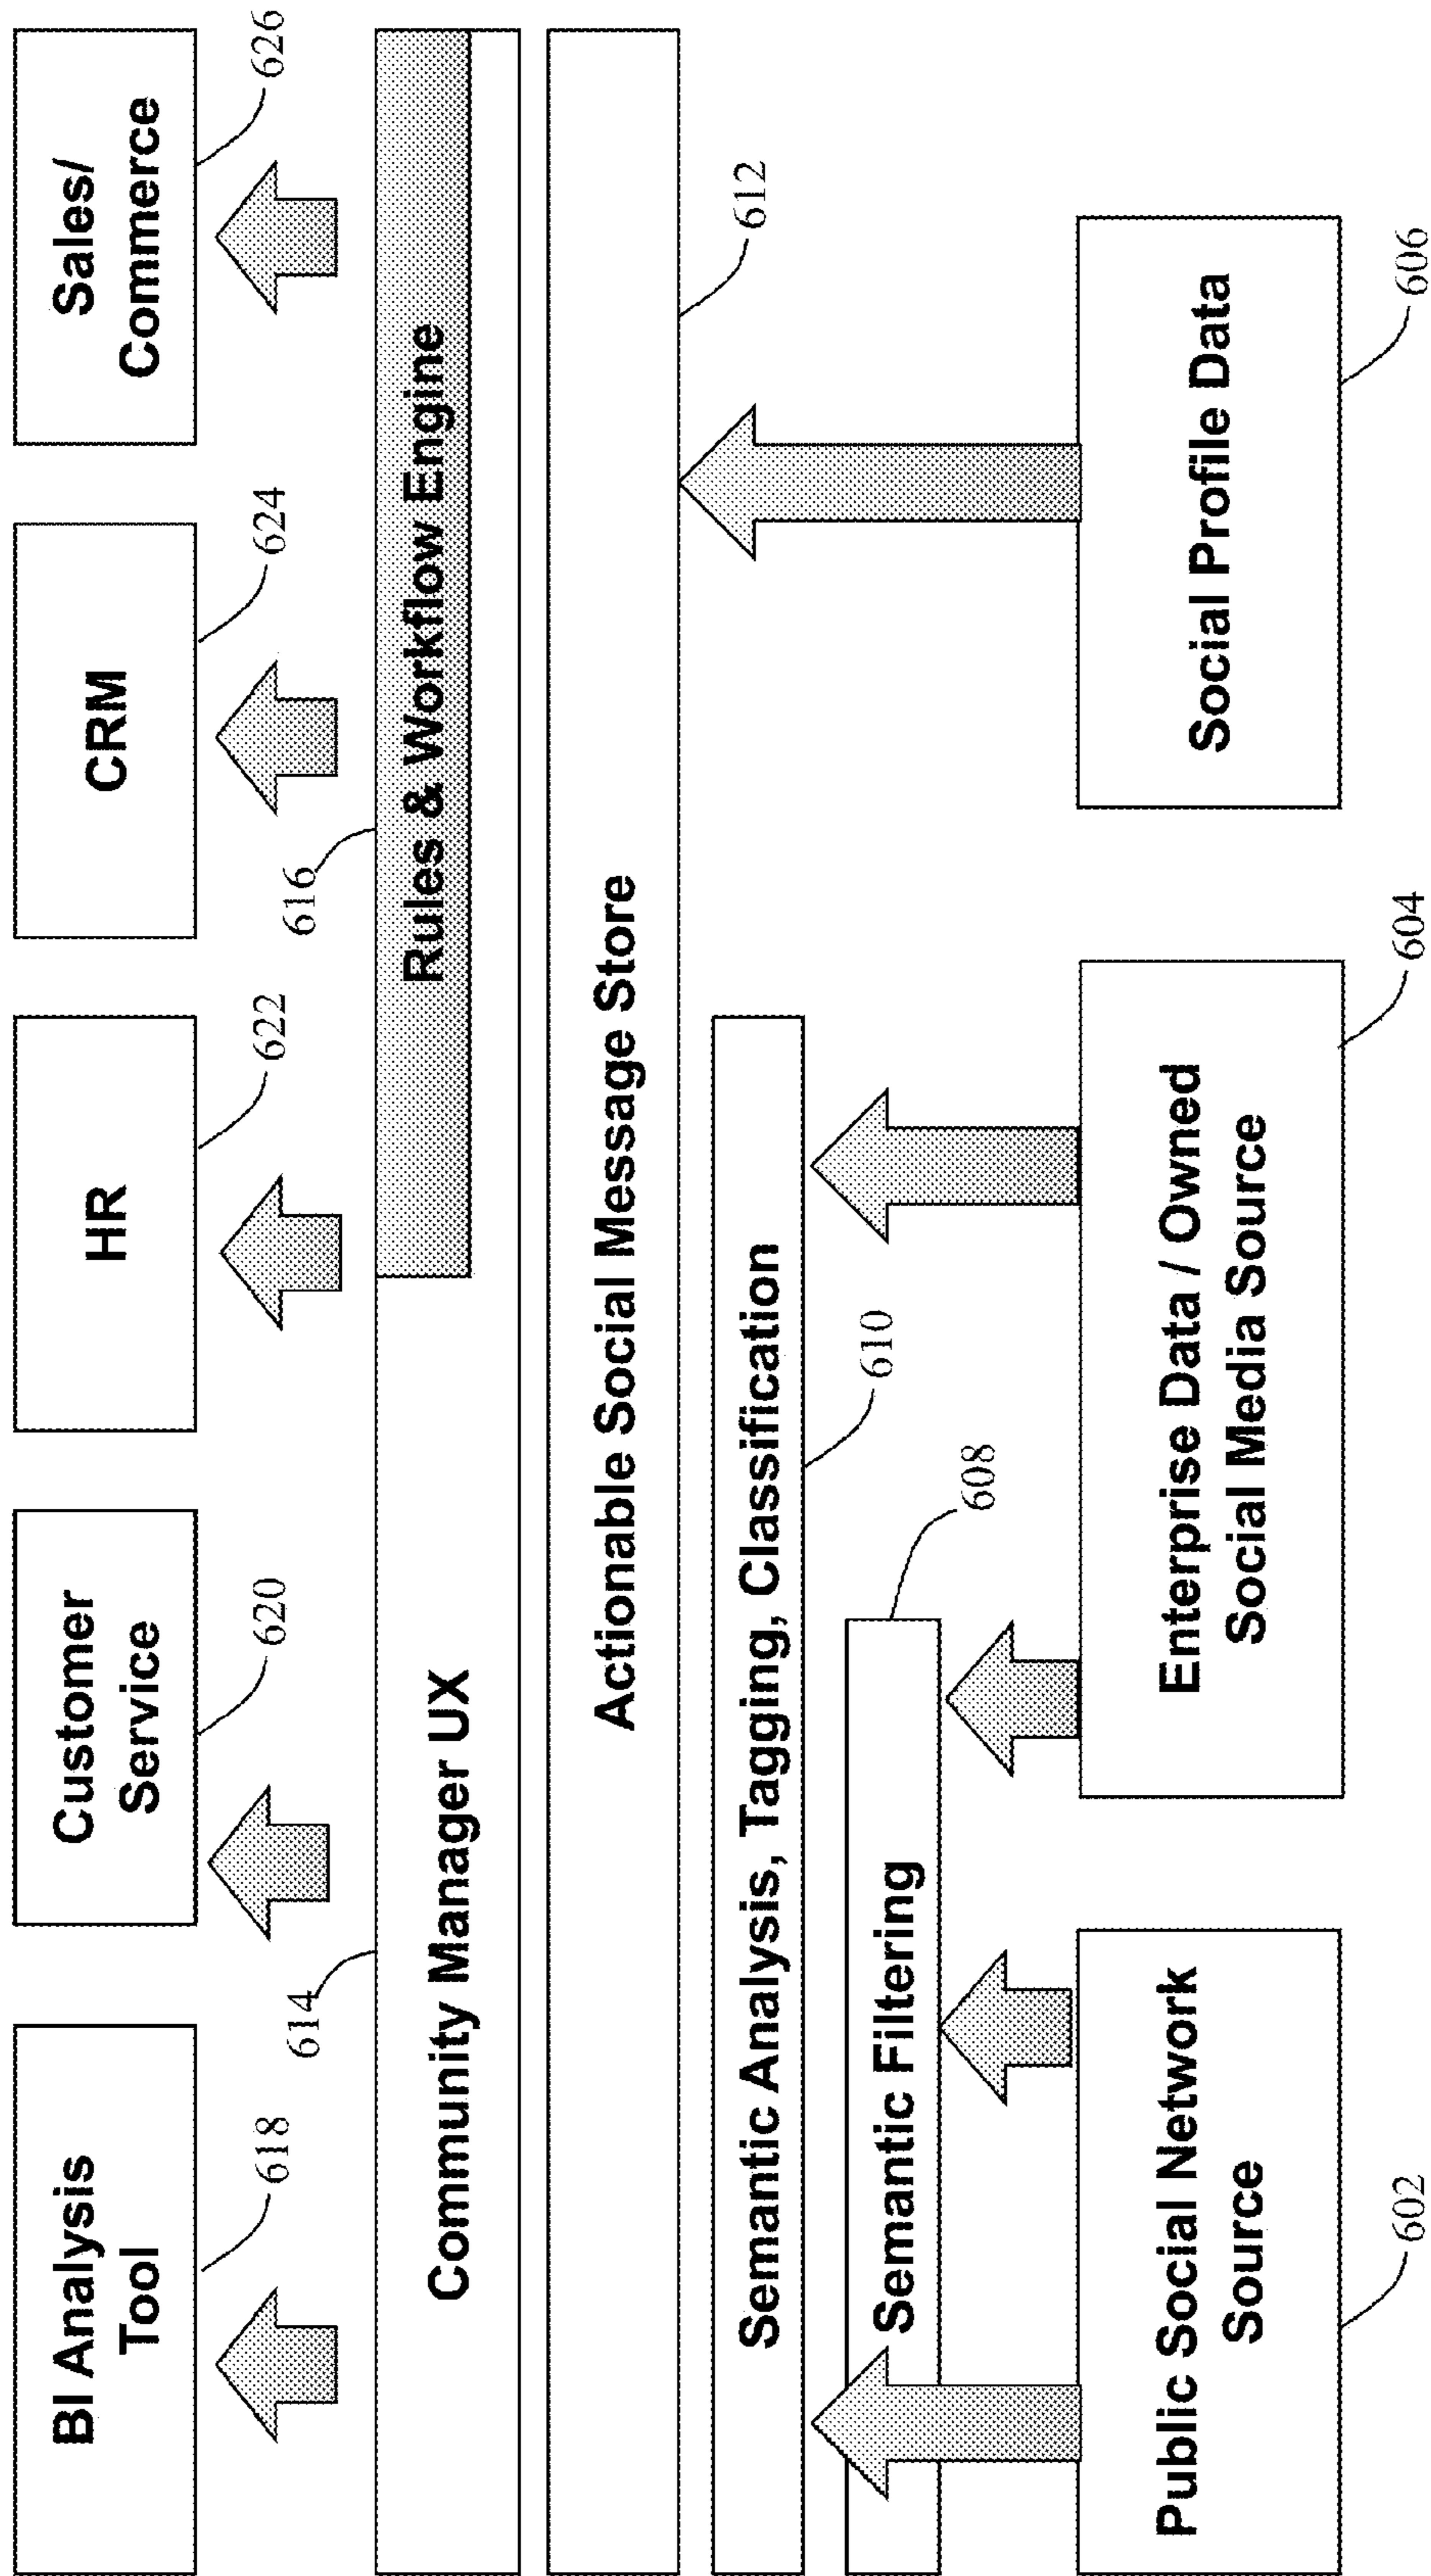 BI Analysis
Tool
618
Customer
Service
620
HR
622
CRM
624
Sales/
Commerce
626
614
616
Community Manager UX
Rules & Workflow Engine
Actionable Social Message Store
612
Semantic Analysis, Tagging, Classification
610
Semantic Filtering
608
Public Social Network
Source
602
Enterprise Data / Owned
Social Media Source
604
Social Profile Data
606